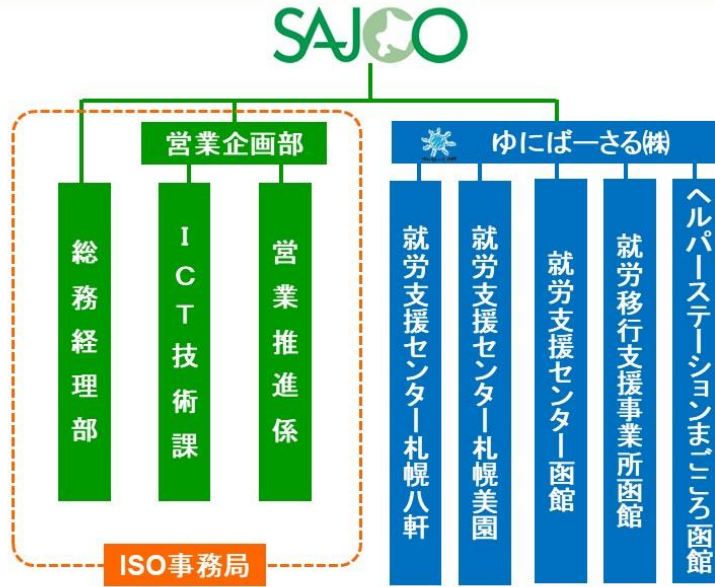 SAJCO
営業企画部
ゆにばーさる㈱
総務経理部
ICT技術課
営業推進係
就労支援センター札幌八軒
就労支援センター札幌美園
就労支援センター函館
就労移行支援事業所函館
ヘルパーステーションまごころ函館
ISO事務局